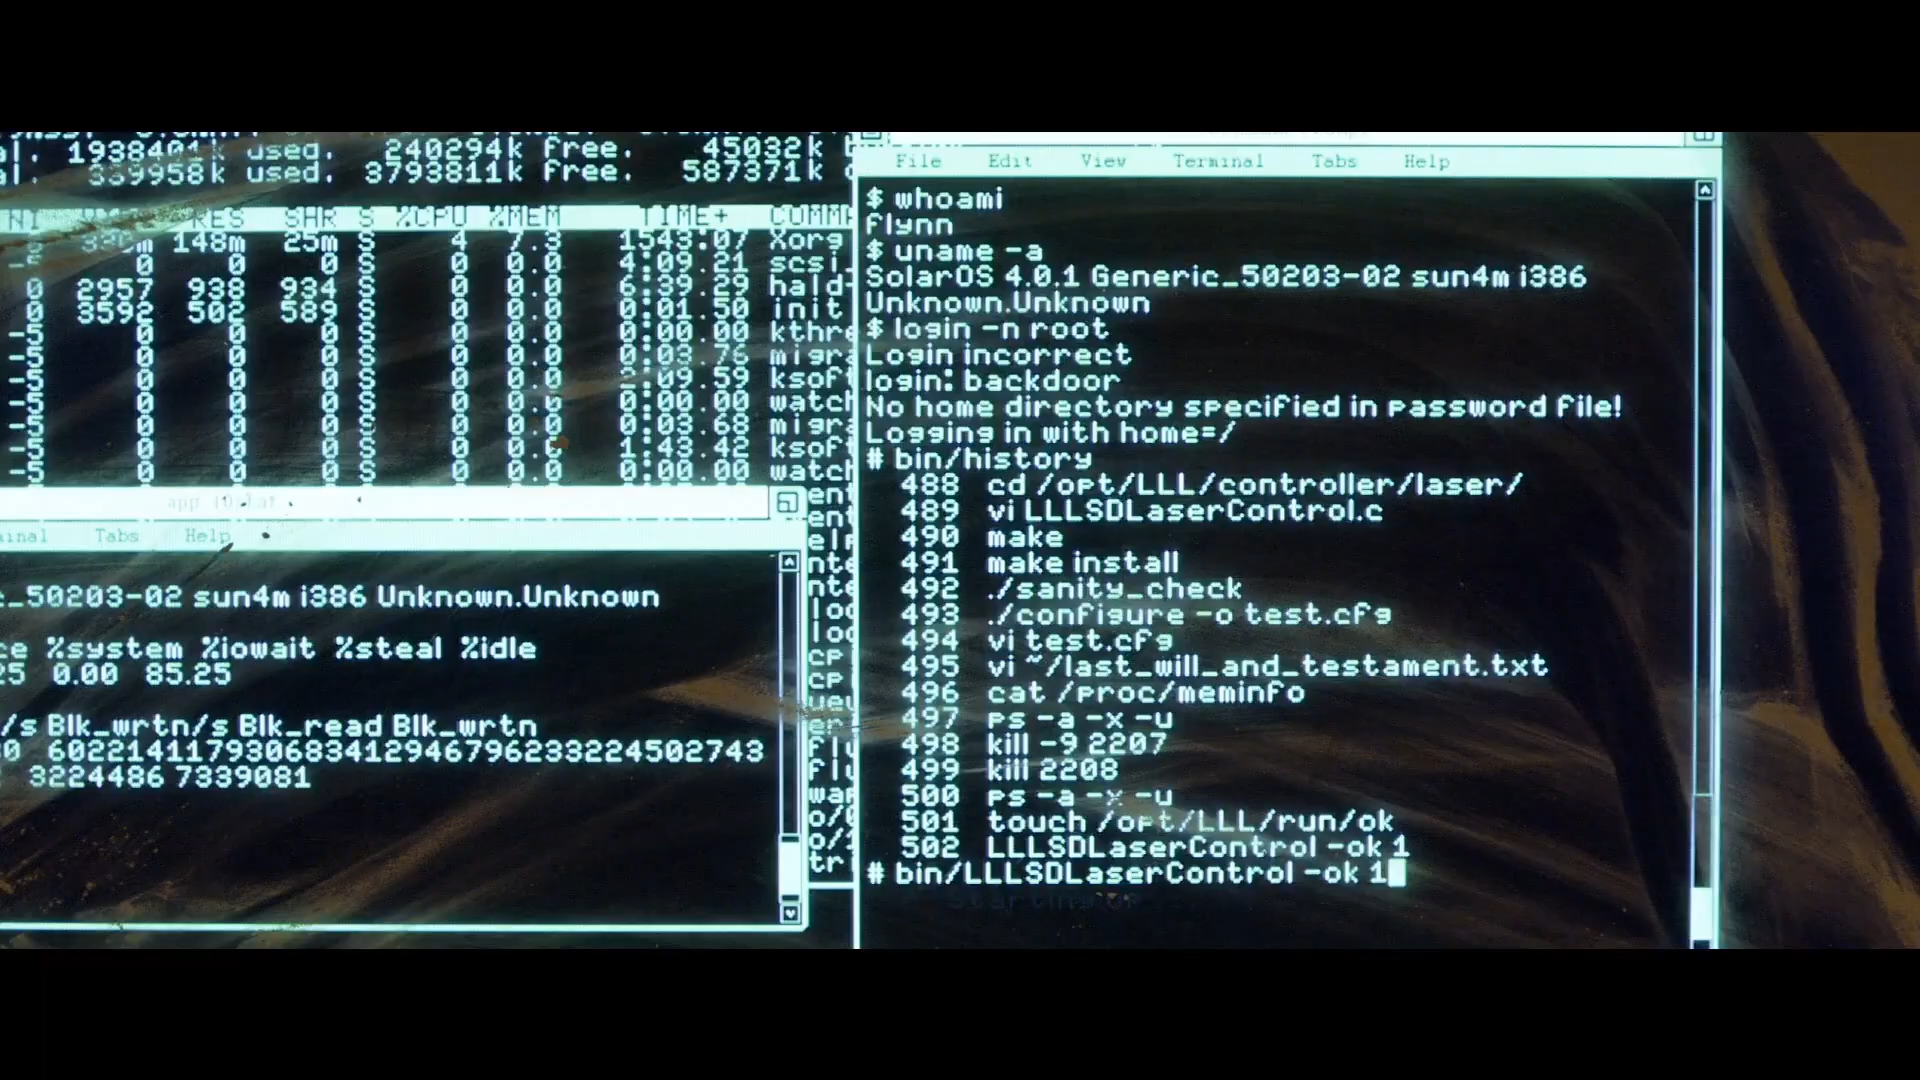 1938401k used. 240294k free. 45032k
339958k used. 3793811k free. 587371k
NI RES SHR S %CPU %MEM TIME+ COMMA
148m 25m S 4 7.3 1543.07 Xorg
0 0 0 S 0 0.0 4:09.21 scsi_
0 2957 938 934 S 0 0.0 6:39.29 hald-
0 3592 502 589 S 0 0.0 0:01.50 init
-5 0 0 0 S 0 0.0 0:00.00 kthre
-5 0 0 0 S 0 0.0 0:03.76 migra
-5 0 0 0 S 0 0.0 2:09.59 ksoft
-5 0 0 0 S 0 0.0 0:00.00 watch
-5 0 0 0 S 0 0.0 0:03.68 migra
-5 0 0 0 S 0 0.0 1:43.42 ksoft
-5 0 0 0 S 0 0.0 0:00.00 watch
minal Tabs Help
c_50203-02 sun4m i386 Unknown.Unknown
ce %system %iowait %steal %idle
25 0.00 85.25
/s Blk_wrtn/s Blk_read Blk_wrtn
602214117930683412946796233224502743
3224486 7339081
File Edit View Terminal Tabs Help
$ whoami
flynn
$ uname -a
SolarOS 4.0.1 Generic_50203-02 sun4m i386
Unknown.Unknown
$ login -n root
Login incorrect
login: backdoor
No home directory specified in password file!
Logging in with home=/
# bin/history
488 cd /opt/LLL/controller/laser/
489 vi LLLSDLaserControl.c
490 make
491 make install
492 ./sanity_check
493 ./configure -o test.cfg
494 vi test.cfg
495 vi ~/last_will_and_testament.txt
496 cat /proc/meminfo
497 ps -a -x -u
498 kill -9 2207
499 kill 2208
500 ps -a -x -u
501 touch /opt/LLL/run/ok
502 LLLSDLaserControl -ok 1
# bin/LLLSDLaserControl -ok 1